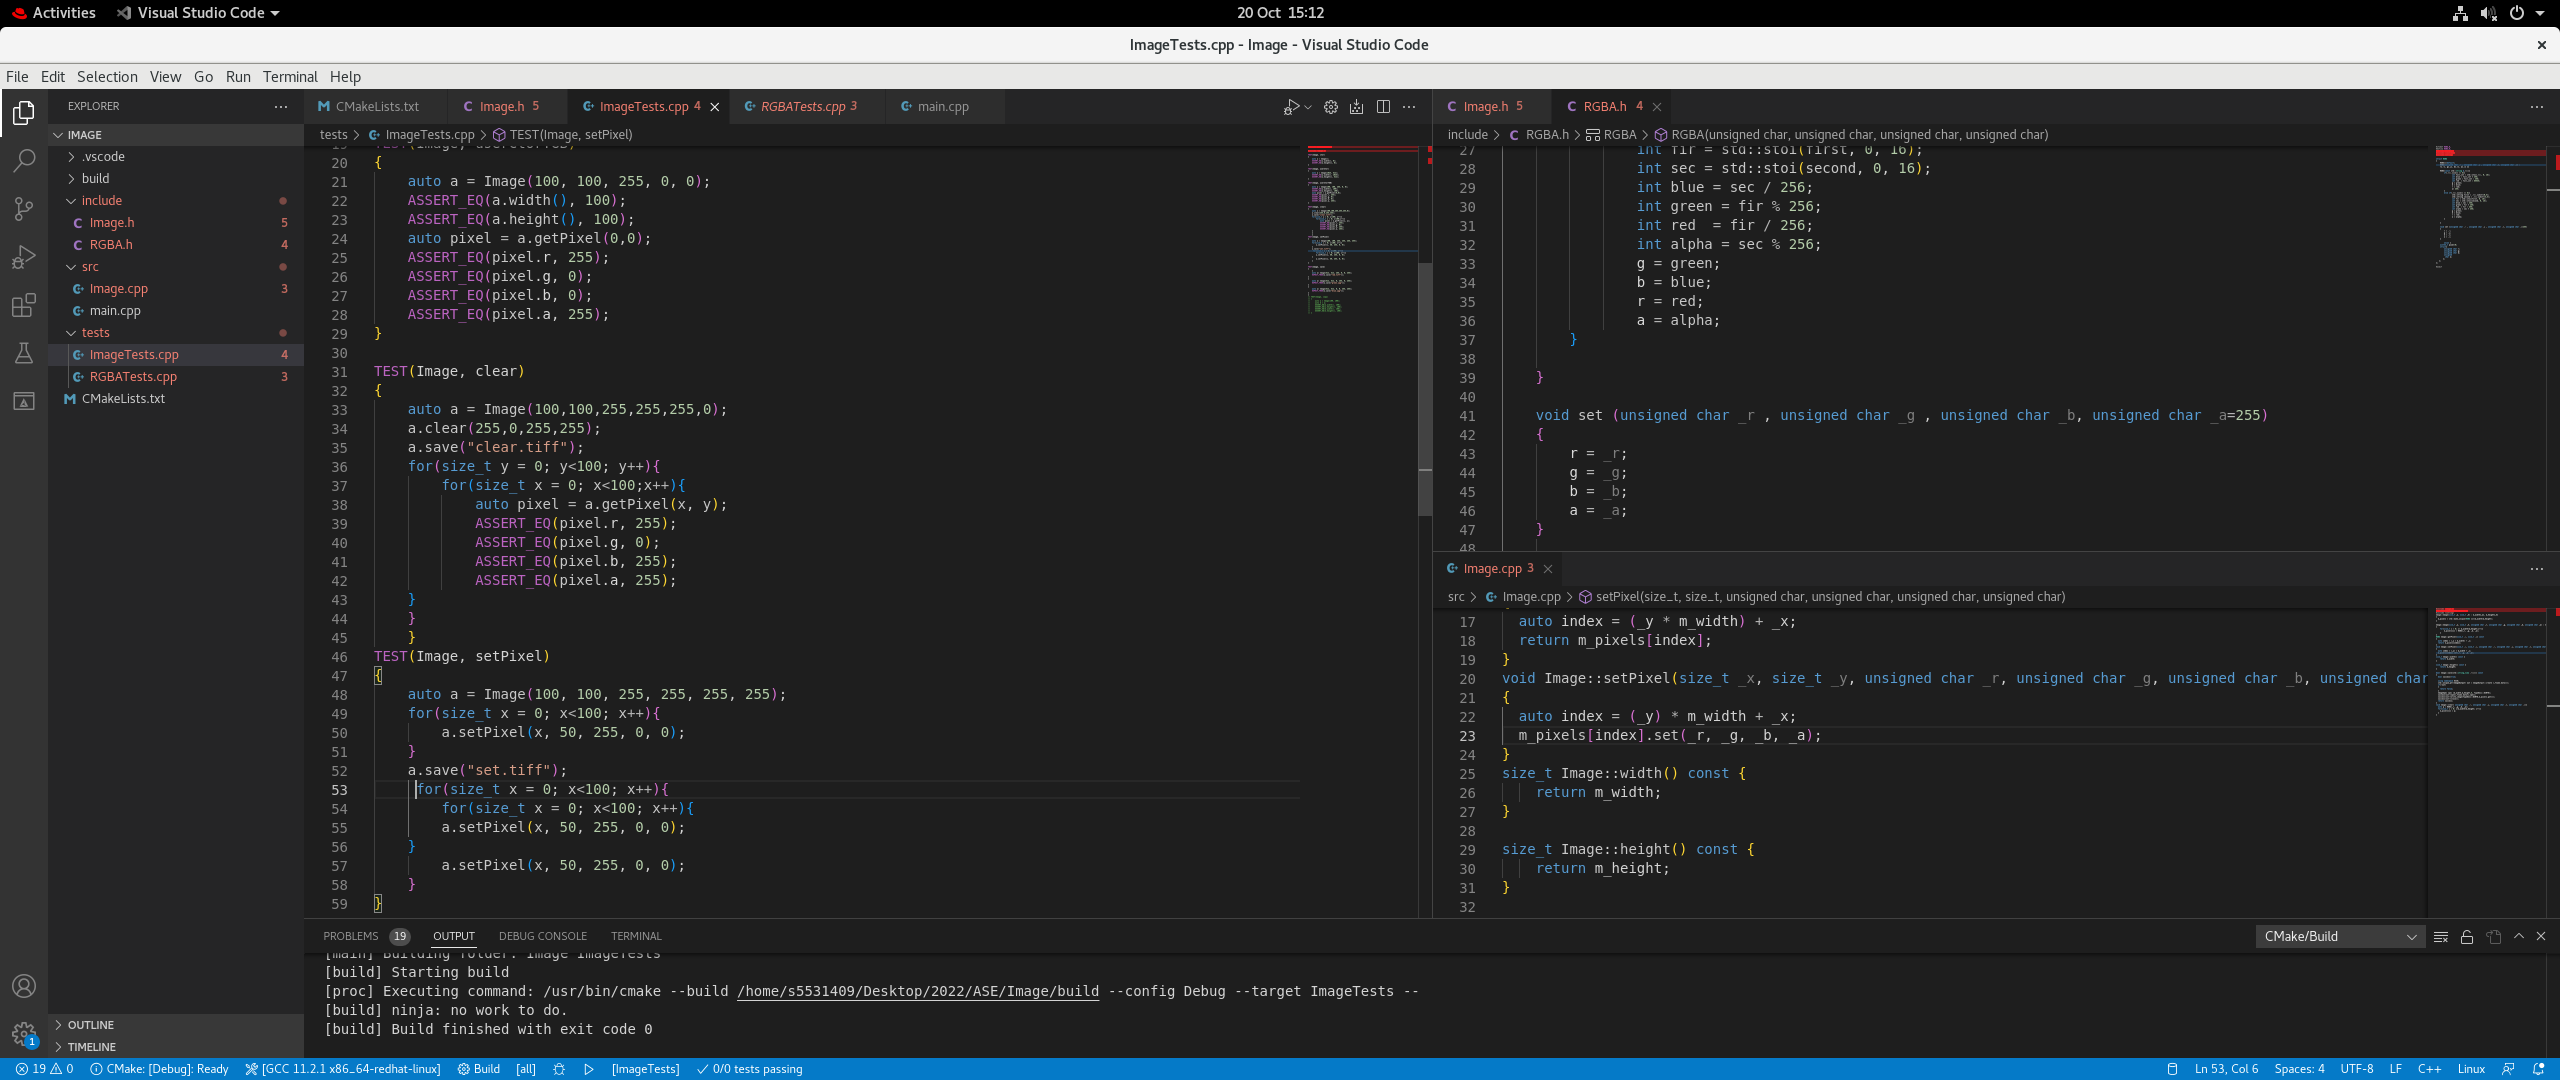 Activities Visual Studio Code 20 Oct 15:12
ImageTests.cpp - Image - Visual Studio Code
File Edit Selection View Go Run Terminal Help
EXPLORER
IMAGE
.vscode
build
include
Image.h 5
RGBA.h 4
src
Image.cpp 3
main.cpp
tests
ImageTests.cpp 4
RGBATests.cpp 3
CMakeLists.txt
OUTLINE
TIMELINE
CMakeLists.txt Image.h 5 ImageTests.cpp 4 RGBATests.cpp 3 main.cpp
tests > ImageTests.cpp > TEST(Image, setPixel)
20 {
21 auto a = Image(100, 100, 255, 0, 0);
22 ASSERT_EQ(a.width(), 100);
23 ASSERT_EQ(a.height(), 100);
24 auto pixel = a.getPixel(0,0);
25 ASSERT_EQ(pixel.r, 255);
26 ASSERT_EQ(pixel.g, 0);
27 ASSERT_EQ(pixel.b, 0);
28 ASSERT_EQ(pixel.a, 255);
29 }
30
31 TEST(Image, clear)
32 {
33 auto a = Image(100,100,255,255,255,0);
34 a.clear(255,0,255,255);
35 a.save("clear.tiff");
36 for(size_t y = 0; y<100; y++){
37 for(size_t x = 0; x<100;x++){
38 auto pixel = a.getPixel(x, y);
39 ASSERT_EQ(pixel.r, 255);
40 ASSERT_EQ(pixel.g, 0);
41 ASSERT_EQ(pixel.b, 255);
42 ASSERT_EQ(pixel.a, 255);
43 }
44 }
45 }
46 TEST(Image, setPixel)
47 {
48 auto a = Image(100, 100, 255, 255, 255, 255);
49 for(size_t x = 0; x<100; x++){
50 a.setPixel(x, 50, 255, 0, 0);
51 }
52 a.save("set.tiff");
53 for(size_t x = 0; x<100; x++){
54 for(size_t x = 0; x<100; x++){
55 a.setPixel(x, 50, 255, 0, 0);
56 }
57 a.setPixel(x, 50, 255, 0, 0);
58 }
59 }
Image.h 5 RGBA.h 4
include > RGBA.h > RGBA > RGBA(unsigned char, unsigned char, unsigned char, unsigned char)
27 int fir = std::stoi(first, 0, 16);
28 int sec = std::stoi(second, 0, 16);
29 int blue = sec / 256;
30 int green = fir % 256;
31 int red  = fir / 256;
32 int alpha = sec % 256;
33 g = green;
34 b = blue;
35 r = red;
36 a = alpha;
37 }
38
39 }
40
41 void set (unsigned char _r , unsigned char _g , unsigned char _b, unsigned char _a=255)
42 {
43 r = _r;
44 g = _g;
45 b = _b;
46 a = _a;
47 }
48
Image.cpp 3
src > Image.cpp > setPixel(size_t, size_t, unsigned char, unsigned char, unsigned char, unsigned char)
17 auto index = (_y * m_width) + _x;
18 return m_pixels[index];
19 }
20 void Image::setPixel(size_t _x, size_t _y, unsigned char _r, unsigned char _g, unsigned char _b, unsigned char
21 {
22 auto index = (_y) * m_width + _x;
23 m_pixels[index].set(_r, _g, _b, _a);
24 }
25 size_t Image::width() const {
26 return m_width;
27 }
28
29 size_t Image::height() const {
30 return m_height;
31 }
32
PROBLEMS 19 OUTPUT DEBUG CONSOLE TERMINAL CMake/Build
[main] Building folder: Image ImageTests
[build] Starting build
[proc] Executing command: /usr/bin/cmake --build /home/s5531409/Desktop/2022/ASE/Image/build --config Debug --target ImageTests --
[build] ninja: no work to do.
[build] Build finished with exit code 0
1
19 0 CMake: [Debug]: Ready [GCC 11.2.1 x86_64-redhat-linux] Build [all] [ImageTests] 0/0 tests passing Ln 53, Col 6 Spaces: 4 UTF-8 LF C++ Linux